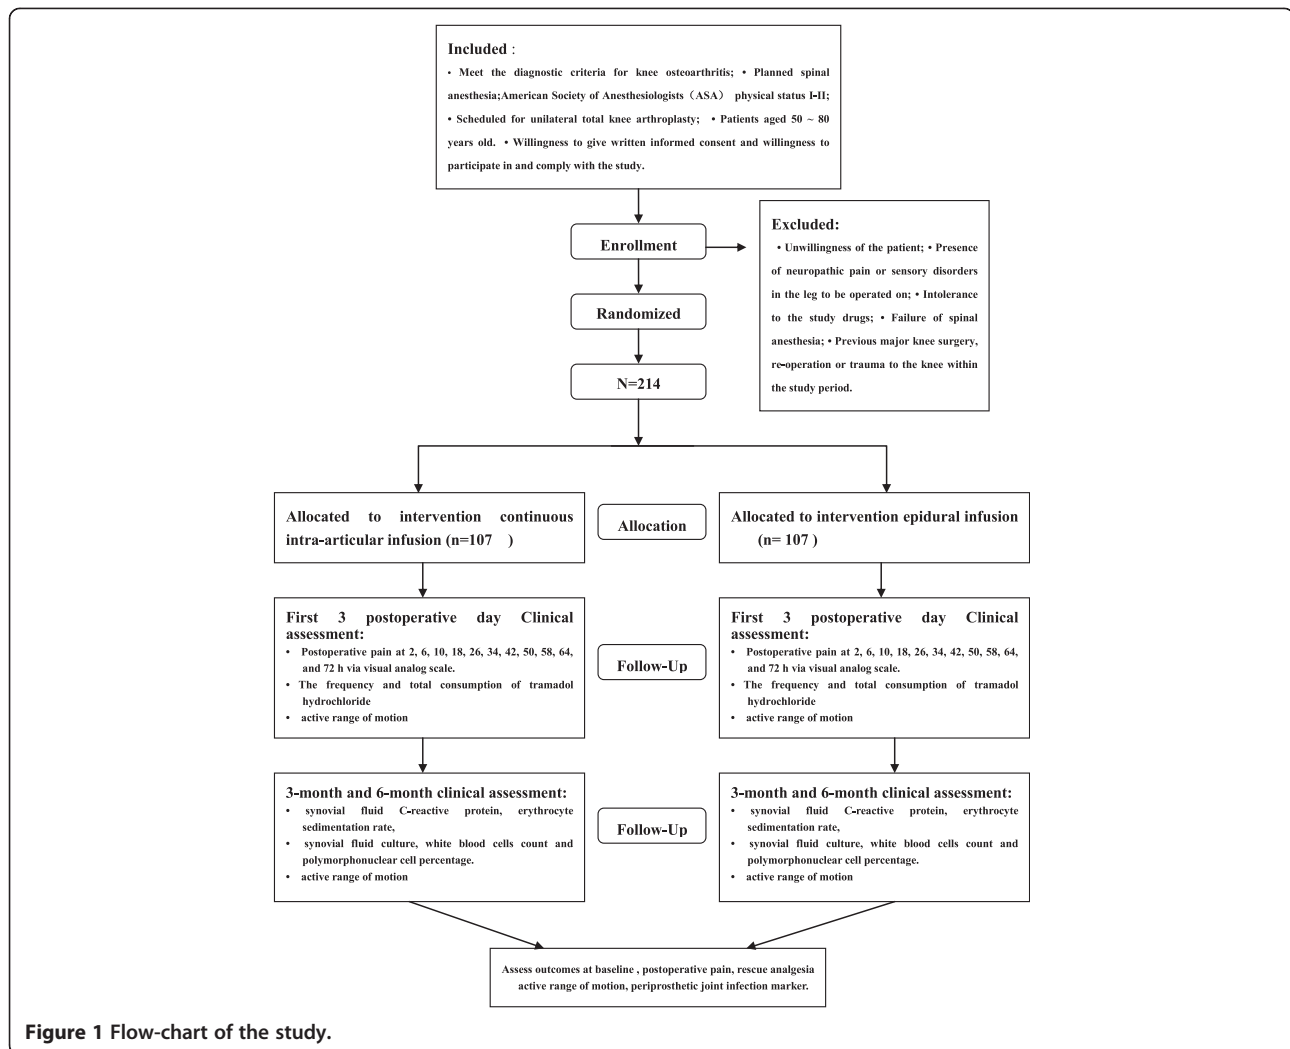 Included :
• Meet the diagnostic criteria for knee osteoarthritis; • Planned spinal
anesthesia;American Society of Anesthesiologists（ASA） physical status I-II;
• Scheduled for unilateral total knee arthroplasty; • Patients aged 50 ~ 80
years old. • Willingness to give written informed consent and willingness to
participate in and comply with the study.
Enrollment
Excluded:
• Unwillingness of the patient; • Presence
of neuropathic pain or sensory disorders
in the leg to be operated on; • Intolerance
to the study drugs; • Failure of spinal
anesthesia; • Previous major knee surgery,
re-operation or trauma to the knee within
the study period.
Randomized
N=214
Allocated to intervention continuous
intra-articular infusion (n=107 )
Allocation
Allocated to intervention epidural infusion
(n= 107 )
First 3 postoperative day Clinical
assessment:
• Postoperative pain at 2, 6, 10, 18, 26, 34, 42, 50, 58, 64,
and 72 h via visual analog scale.
• The frequency and total consumption of tramadol
hydrochloride
• active range of motion
Follow-Up
First 3 postoperative day Clinical
assessment:
• Postoperative pain at 2, 6, 10, 18, 26, 34, 42, 50, 58, 64,
and 72 h via visual analog scale.
• The frequency and total consumption of tramadol
hydrochloride
• active range of motion
3-month and 6-month clinical assessment:
• synovial fluid C-reactive protein, erythrocyte
sedimentation rate,
• synovial fluid culture, white blood cells count and
polymorphonuclear cell percentage.
• active range of motion
Follow-Up
3-month and 6-month clinical assessment:
• synovial fluid C-reactive protein, erythrocyte
sedimentation rate,
• synovial fluid culture, white blood cells count and
polymorphonuclear cell percentage.
• active range of motion
Assess outcomes at baseline , postoperative pain, rescue analgesia
active range of motion, periprosthetic joint infection marker.
Figure 1 Flow-chart of the study.